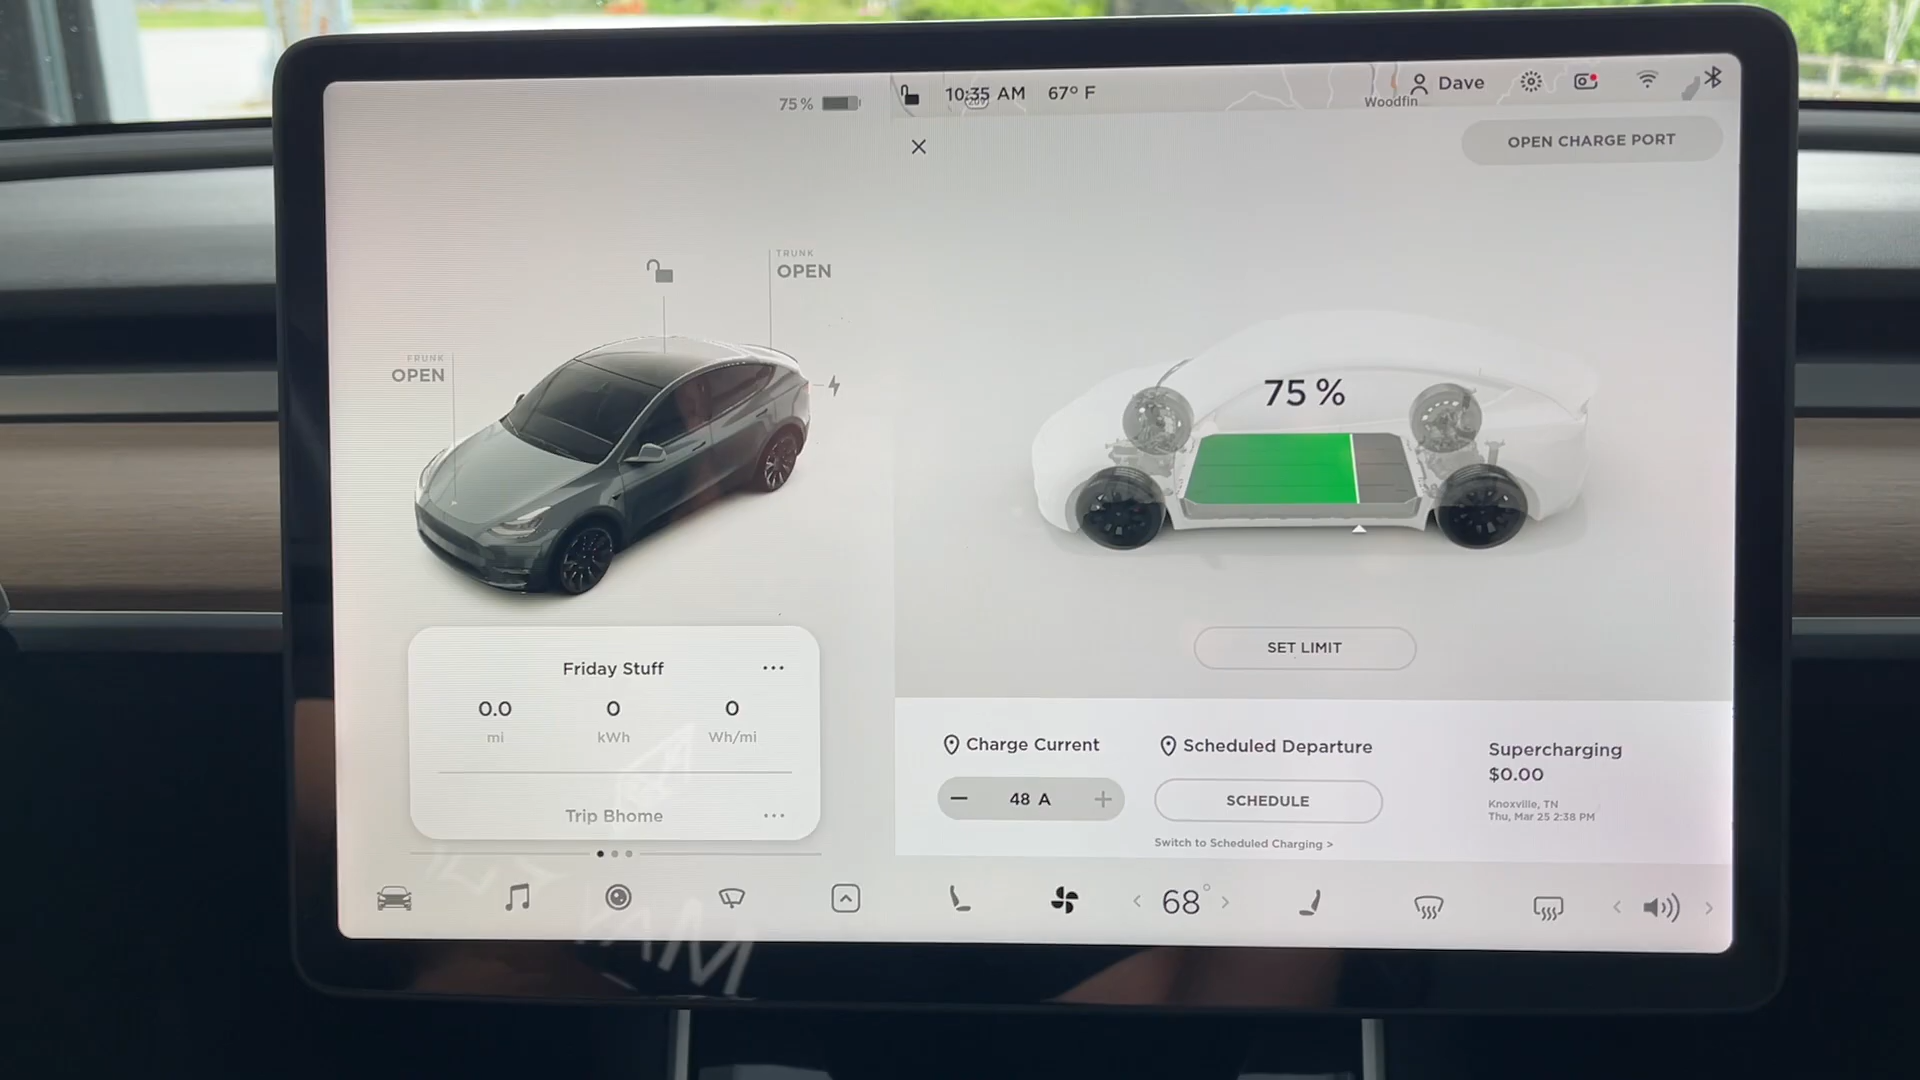 75 %
10:35 AM 67° F
Woodfin
Dave
OPEN CHARGE PORT
TRUNK
OPEN
FRUNK
OPEN
75 %
SET LIMIT
Friday Stuff
0.0 0 0
mi kWh Wh/mi
Trip Bhome
Charge Current
48 A
Scheduled Departure
SCHEDULE
Switch to Scheduled Charging >
Supercharging
$0.00
Knoxville, TN
Thu, Mar 25 2:38 PM
68°